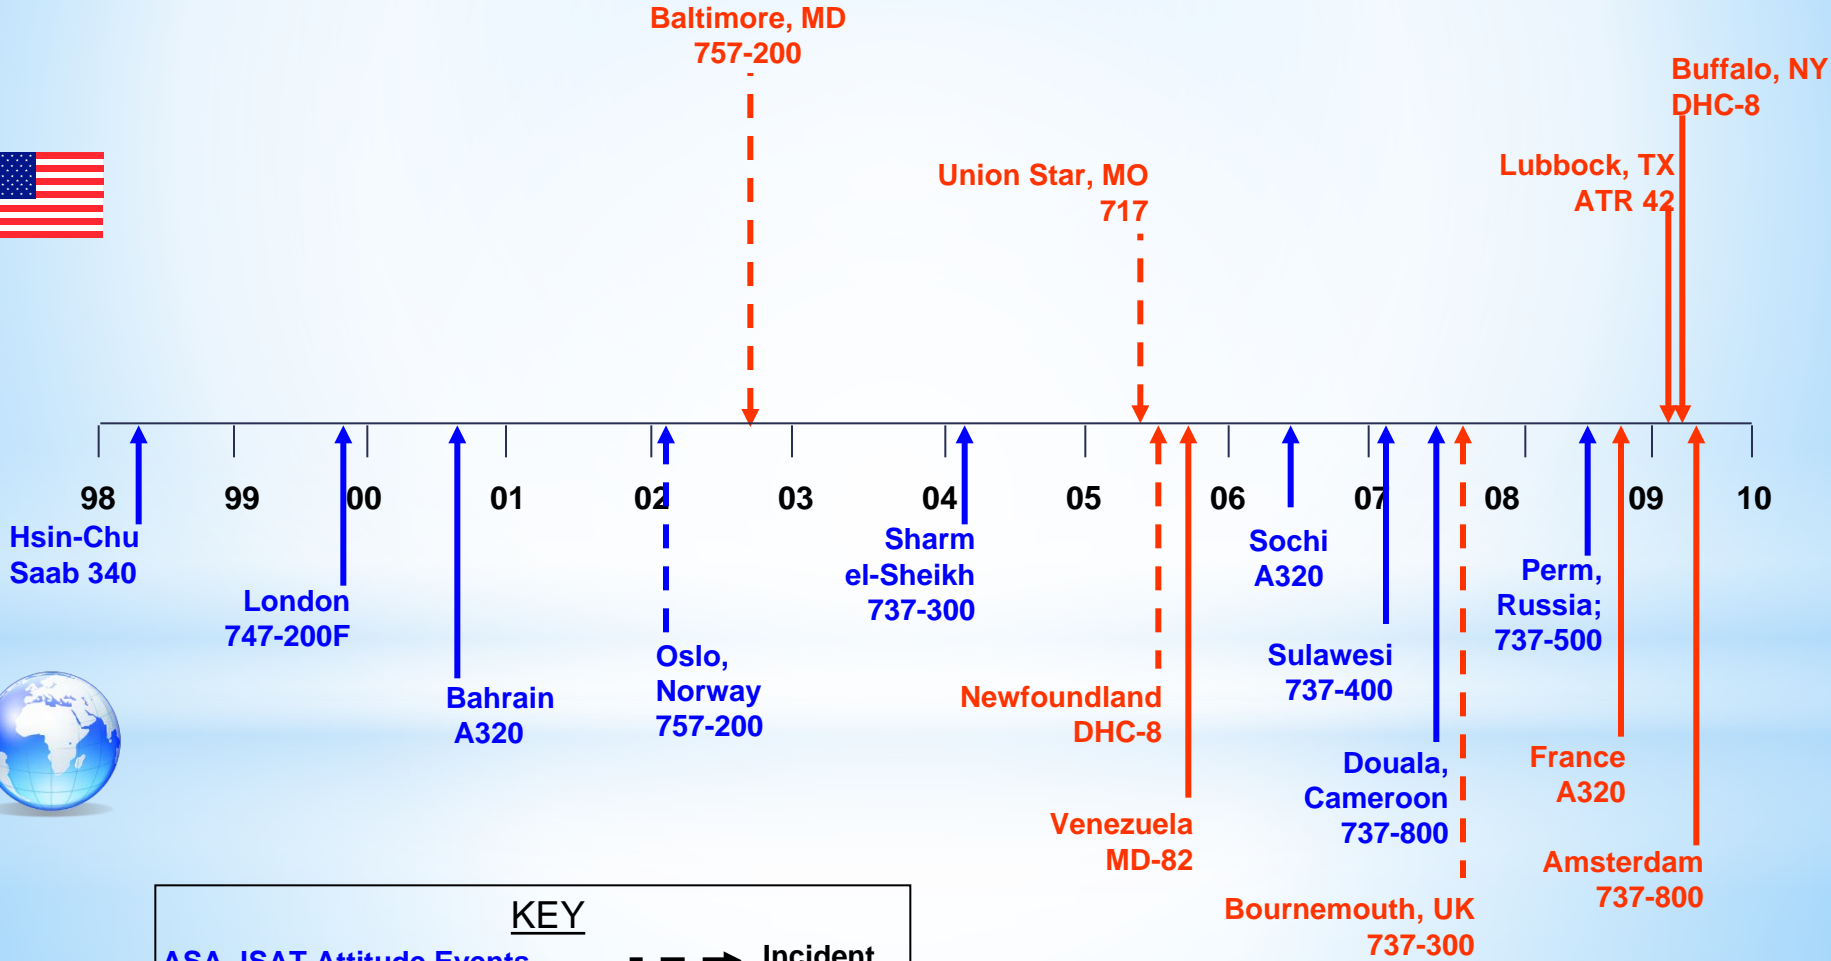 Baltimore, MD
757-200
Buffalo, NY
DHC-8
Lubbock, TX
ATR 42
Union Star, MO
717
98 99 00 01 02 03 04 05 06 07 08 09 10
Hsin-Chu
Saab 340
London
747-200F
Bahrain
A320
Oslo,
Norway
757-200
Sharm
el-Sheikh
737-300
Newfoundland
DHC-8
Venezuela
MD-82
Sochi
A320
Sulawesi
737-400
Douala,
Cameroon
737-800
Bournemouth, UK
737-300
Perm,
Russia;
737-500
France
A320
Amsterdam
737-800
KEY
ASA JSAT Attitude Events
Incident